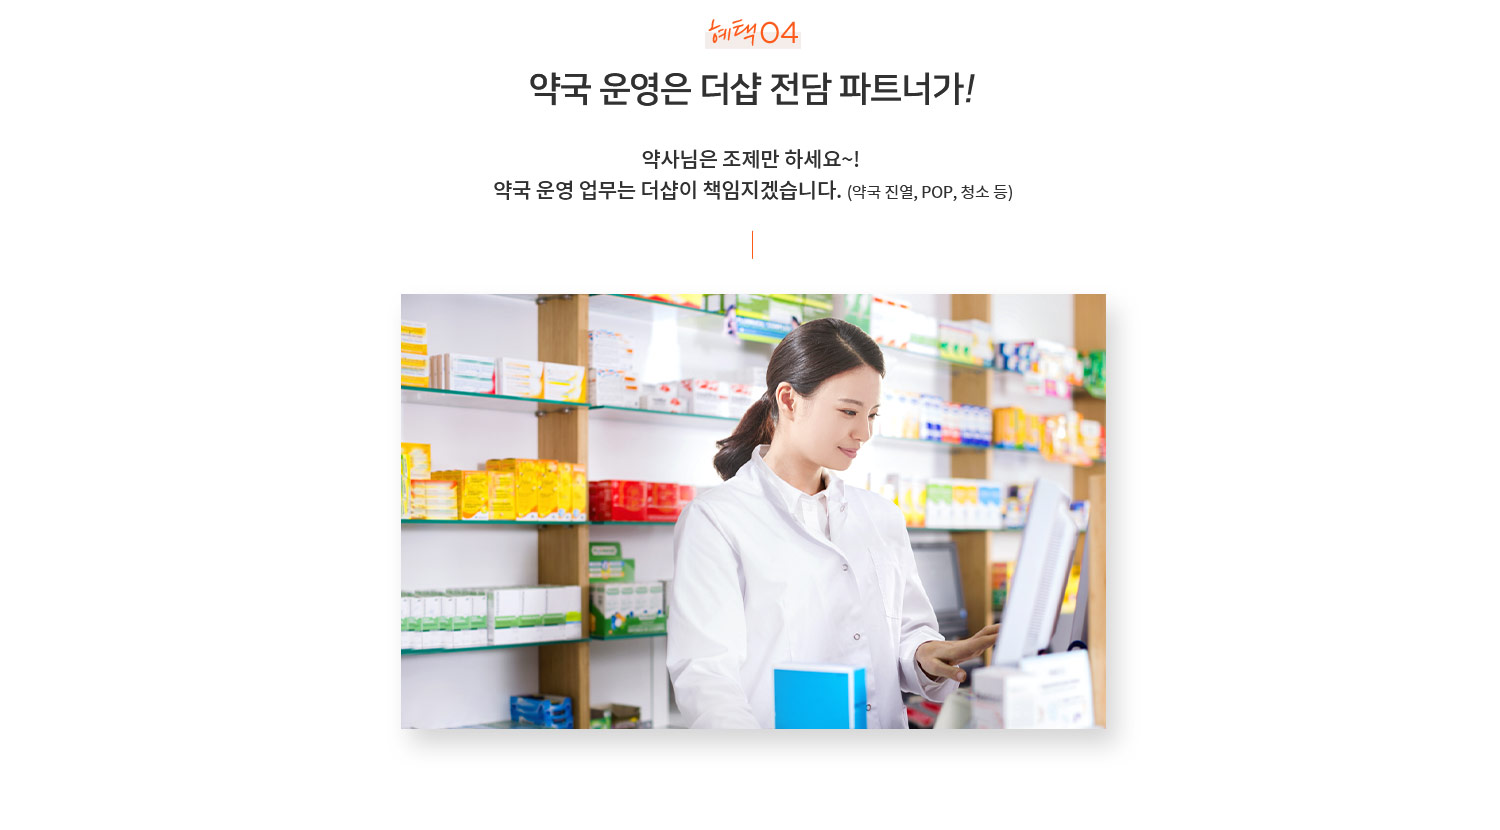 혜택 04
약국 운영은 더샵 전담 파트너가!
약사님은 조제만 하세요~!
약국 운영 업무는 더샵이 책임지겠습니다. (약국 진열, POP, 청소 등)